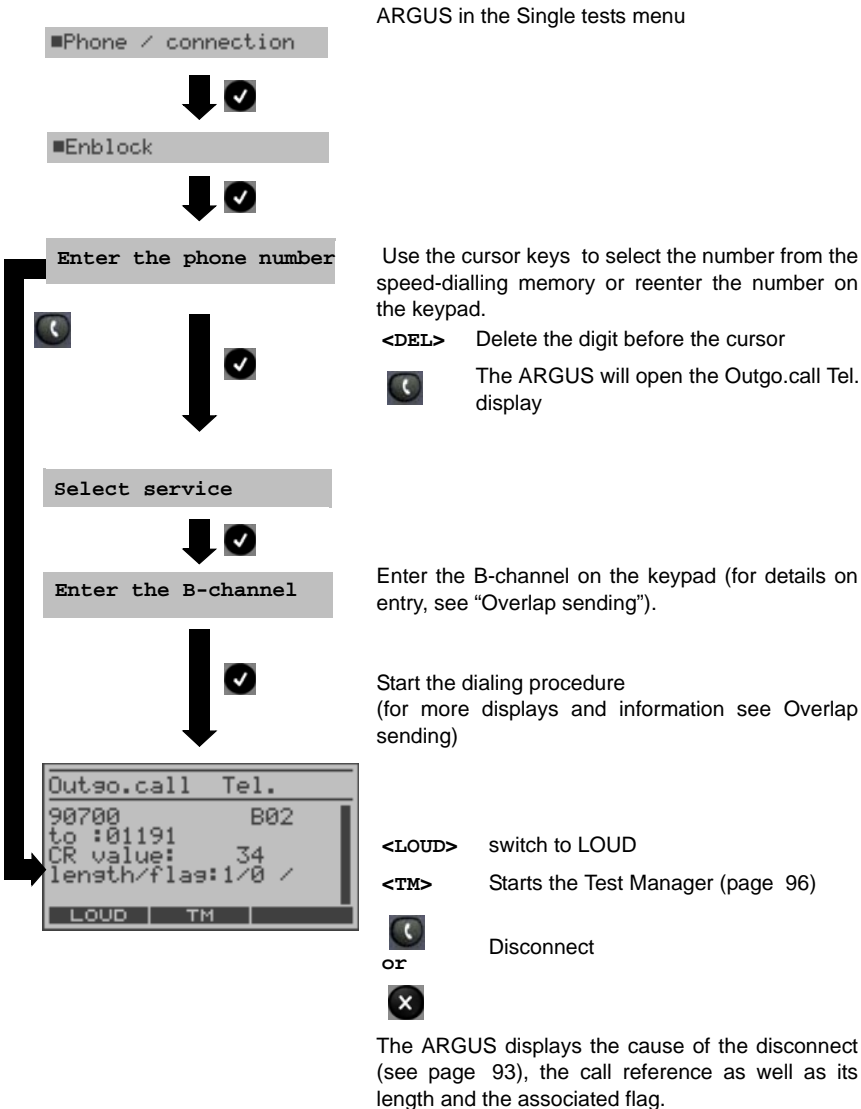 ARGUS in the Single tests menu
■Phone / connection
■Enblock
Enter the phone number
Use the cursor keys to select the number from the
speed-dialling memory or reenter the number on
the keypad.
<DEL> Delete the digit before the cursor
The ARGUS will open the Outgo.call Tel.
display
Select service
Enter the B-channel
Enter the B-channel on the keypad (for details on
entry, see “Overlap sending”).
Start the dialing procedure
(for more displays and information see Overlap
sending)
Outgo.call Tel.
90700 B02
to :01191
CR value: 34
length/flag:1/0 /
LOUD TM
<LOUD> switch to LOUD
<TM> Starts the Test Manager (page 96)
Disconnect
or
The ARGUS displays the cause of the disconnect
(see page 93), the call reference as well as its
length and the associated flag.